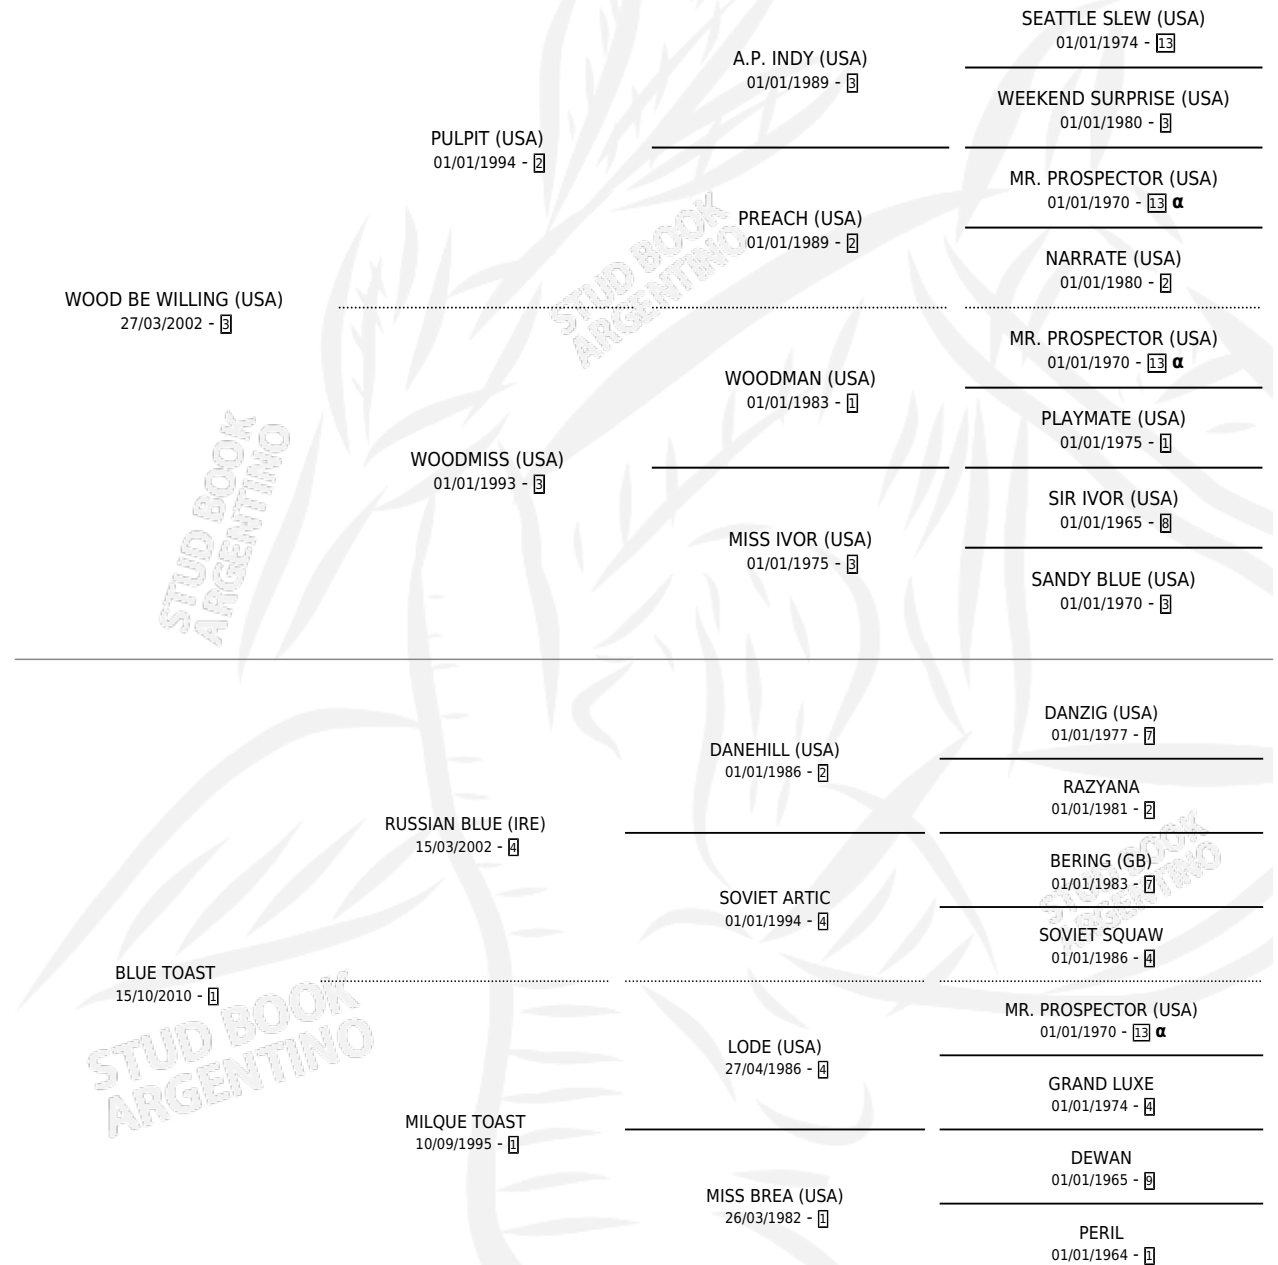 SEATTLE SLEW (USA)
01/01/1974 - 13
A.P. INDY (USA)
01/01/1989 - 3
WEEKEND SURPRISE (USA)
01/01/1980 - 3
PULPIT (USA)
01/01/1994 - 2
MR. PROSPECTOR (USA)
01/01/1970 - 13 α
PREACH (USA)
01/01/1989 - 2
NARRATE (USA)
01/01/1980 - 2
WOOD BE WILLING (USA)
27/03/2002 - 3
MR. PROSPECTOR (USA)
01/01/1970 - 13 α
WOODMAN (USA)
01/01/1983 - 1
PLAYMATE (USA)
01/01/1975 - 1
WOODMISS (USA)
01/01/1993 - 3
SIR IVOR (USA)
01/01/1965 - 8
MISS IVOR (USA)
01/01/1975 - 3
SANDY BLUE (USA)
01/01/1970 - 3
DANZIG (USA)
01/01/1977 - 7
DANEHILL (USA)
01/01/1986 - 2
RAZYANA
01/01/1981 - 2
RUSSIAN BLUE (IRE)
15/03/2002 - 4
BERING (GB)
01/01/1983 - 7
SOVIET ARTIC
01/01/1994 - 4
SOVIET SQUAW
01/01/1986 - 4
BLUE TOAST
15/10/2010 - 1
MR. PROSPECTOR (USA)
01/01/1970 - 13 α
LODE (USA)
27/04/1986 - 4
GRAND LUXE
01/01/1974 - 4
MILQUE TOAST
10/09/1995 - 1
DEWAN
01/01/1965 - 9
MISS BREA (USA)
26/03/1982 - 1
PERIL
01/01/1964 - 1
STUD BOOK
ARGENTINO
STUD BOOK
ARGENTINO
STUD BOOK
ARGENTINO
STUD BOOK
ARGENTINO